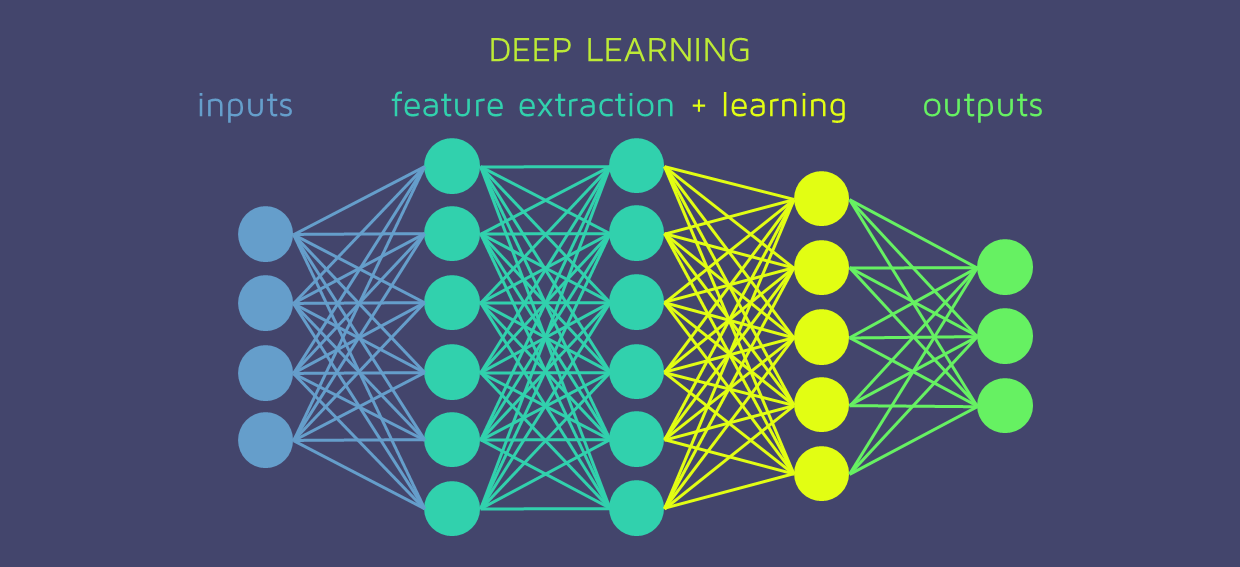 DEEP LEARNING
inputs feature extraction + learning outputs